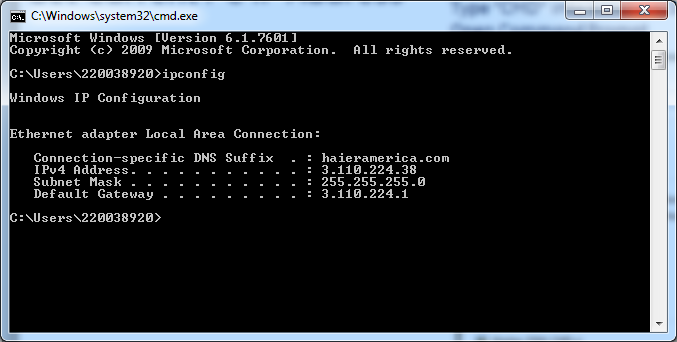 C:\Windows\system32\cmd.exe
Microsoft Windows [Version 6.1.7601]
Copyright (c) 2009 Microsoft Corporation.  All rights reserved.
C:\Users\220038920>ipconfig
Windows IP Configuration
Ethernet adapter Local Area Connection:
   Connection-specific DNS Suffix  . : haieramerica.com
   IPv4 Address. . . . . . . . . . . : 3.110.224.38
   Subnet Mask . . . . . . . . . . . : 255.255.255.0
   Default Gateway . . . . . . . . . : 3.110.224.1
C:\Users\220038920>